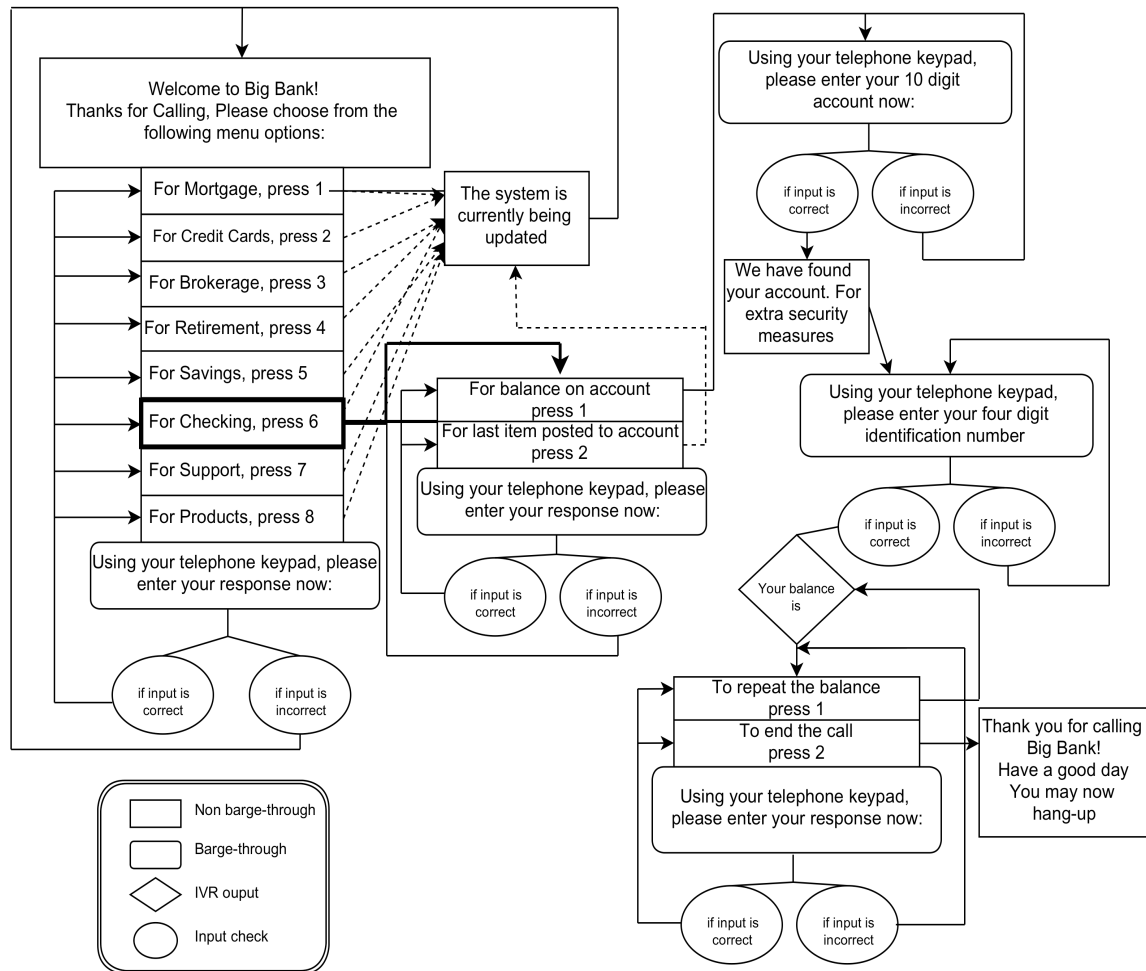 Welcome to Big Bank!
Thanks for Calling, Please choose from the
following menu options:
For Mortgage, press 1
For Credit Cards, press 2
For Brokerage, press 3
For Retirement, press 4
For Savings, press 5
For Checking, press 6
For Support, press 7
For Products, press 8
Using your telephone keypad, please
enter your response now:
if input is
correct
if input is
incorrect
The system is
currently being
updated
For balance on account
press 1
For last item posted to account
press 2
Using your telephone keypad, please
enter your response now:
if input is
correct
if input is
incorrect
Using your telephone keypad,
please enter your 10 digit
account now:
if input is
correct
if input is
incorrect
We have found
your account. For
extra security
measures
Using your telephone keypad,
please enter your four digit
identification number
if input is
correct
if input is
incorrect
Your balance
is
To repeat the balance
press 1
To end the call
press 2
Using your telephone keypad,
please enter your response now:
if input is
correct
if input is
incorrect
Thank you for calling
Big Bank!
Have a good day
You may now
hang-up
Non barge-through
Barge-through
IVR ouput
Input check